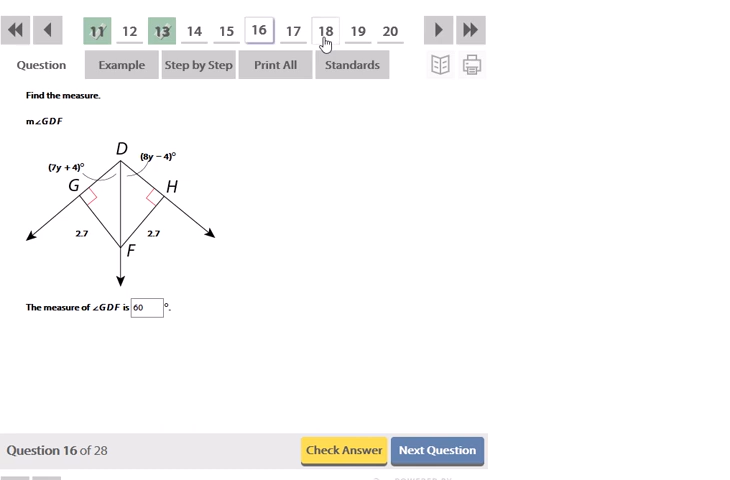 11 12 13 14 15 16 17 18 19 20
Question Example Step by Step Print All Standards
Find the measure.
m∠GDF
D
(8y − 4)°
(7y + 4)°
G H
2.7 2.7
F
The measure of ∠GDF is 60 °.
Question 16 of 28 Check Answer Next Question